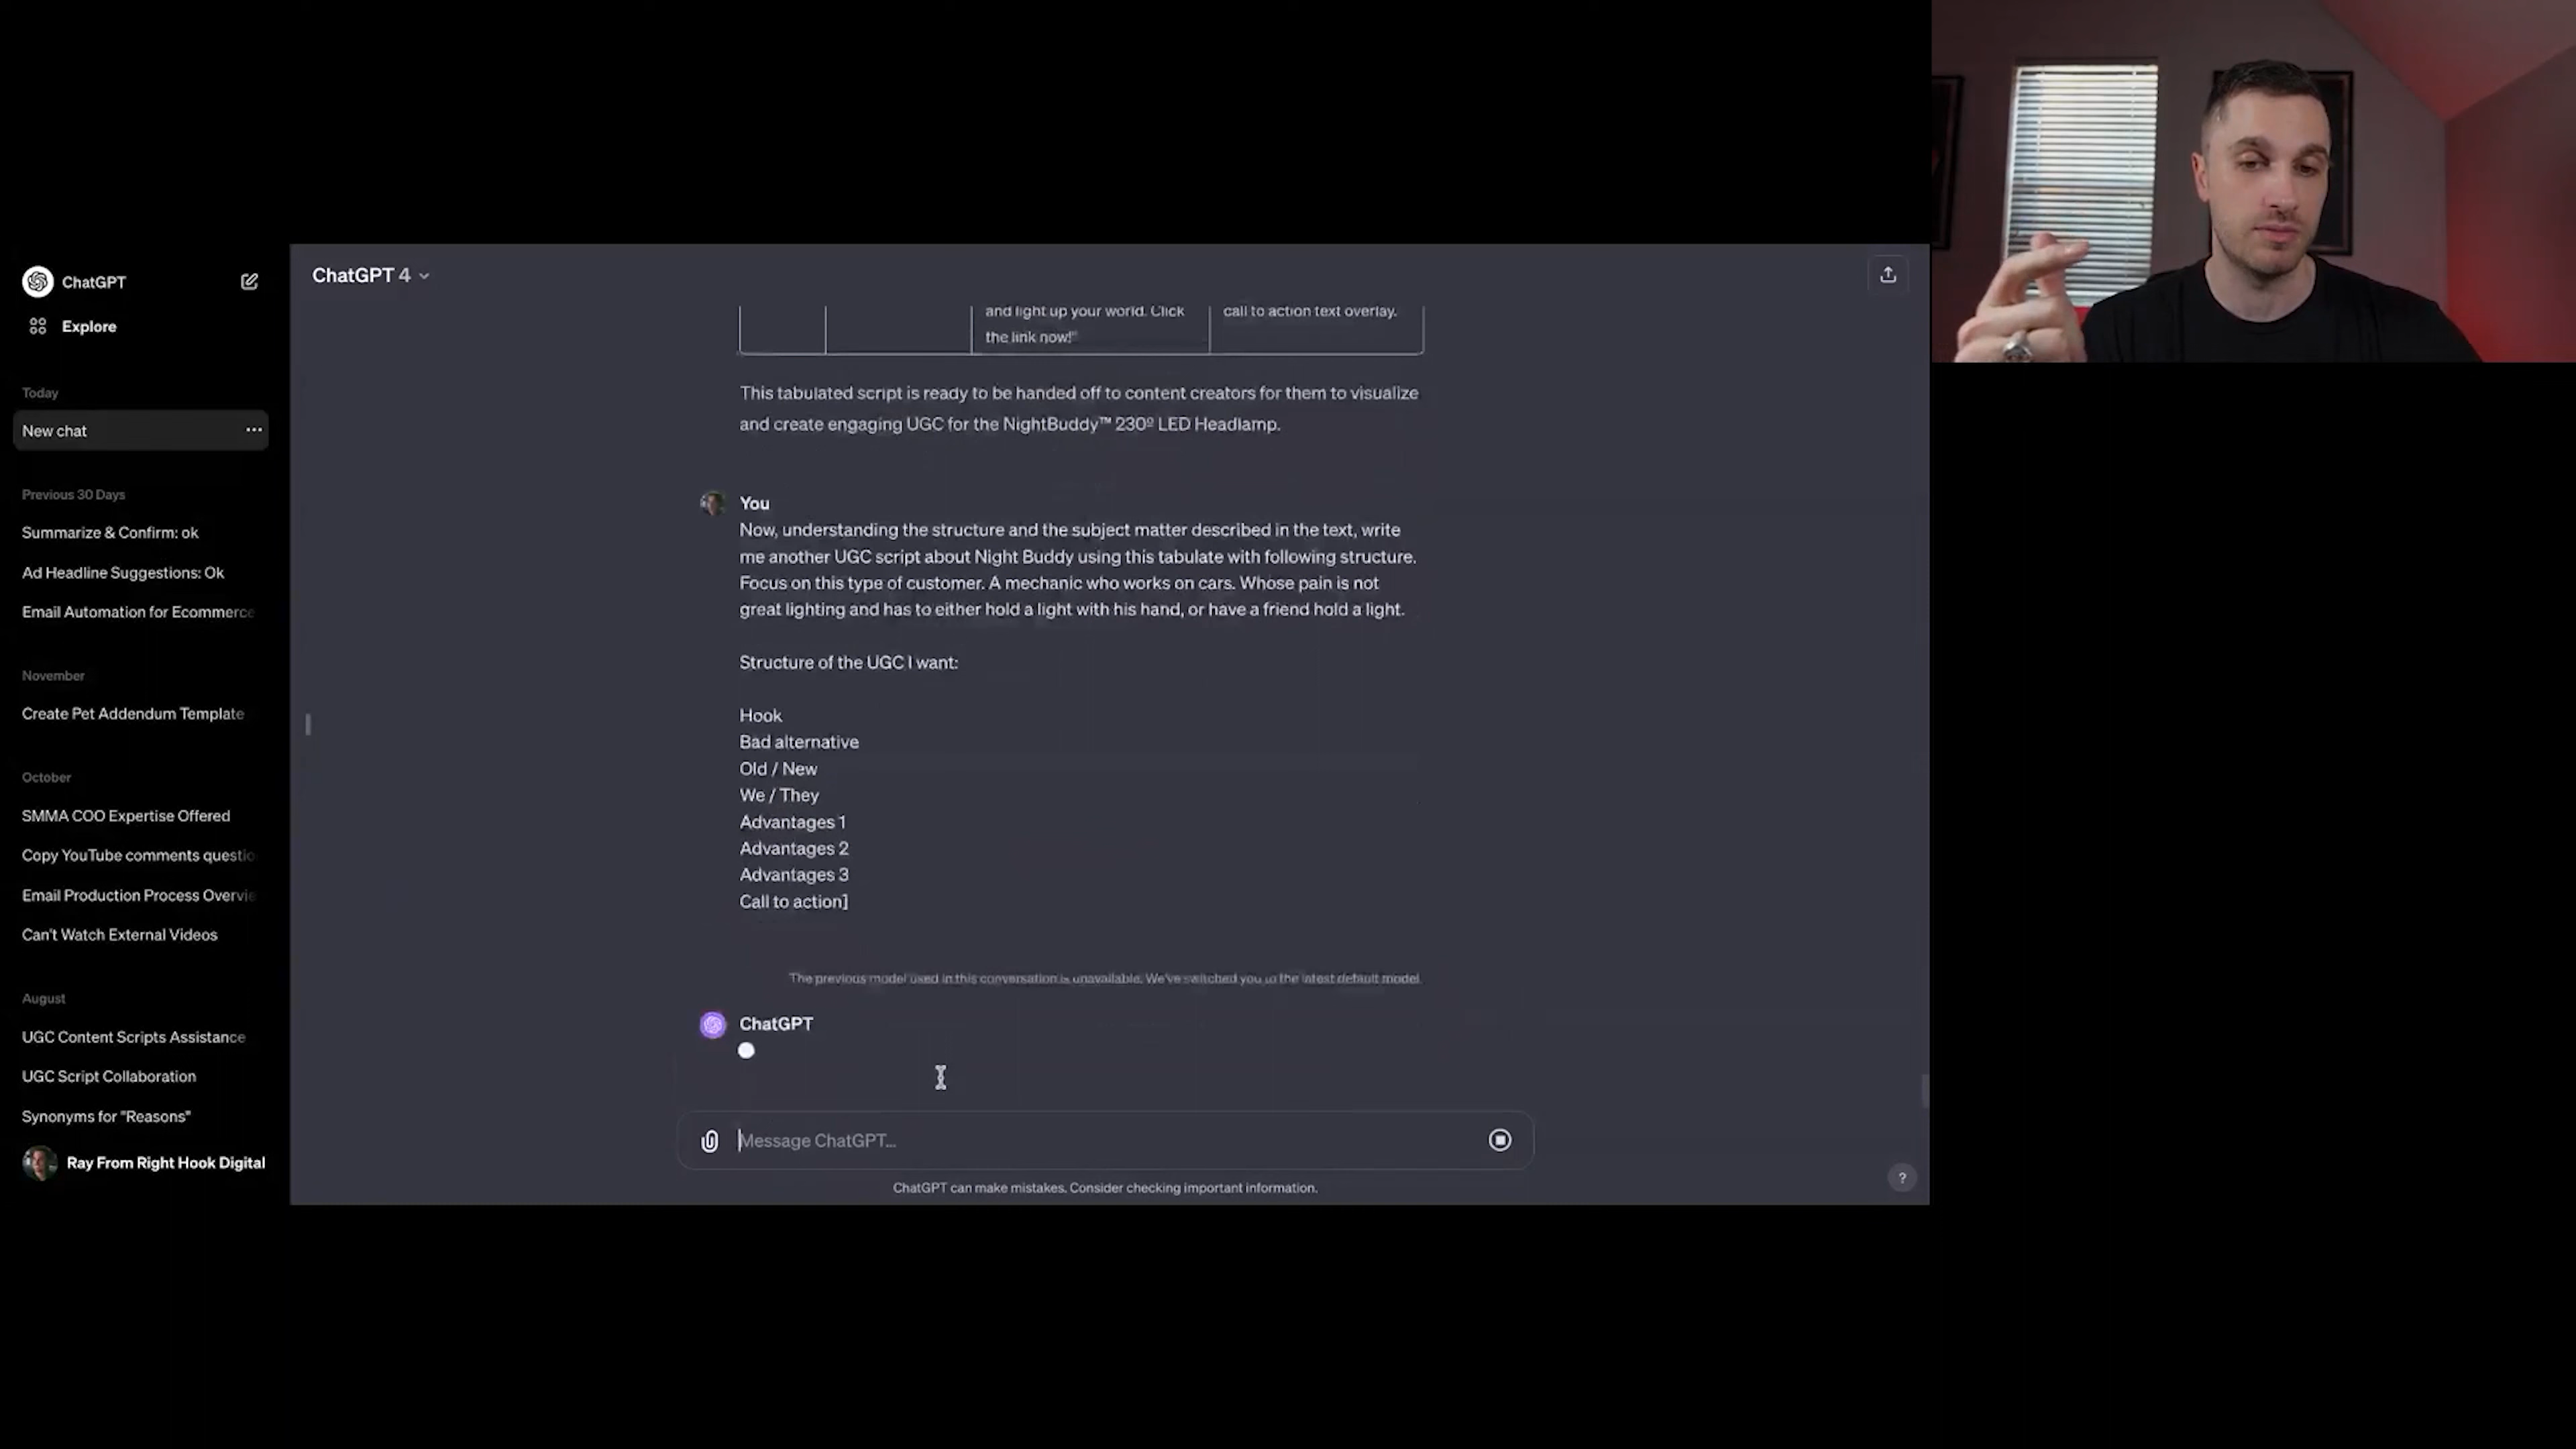 ChatGPT
Explore
Today
New chat
Previous 30 Days
Summarize & Confirm: ok
Ad Headline Suggestions: Ok
Email Automation for Ecommerce
November
Create Pet Addendum Template
October
SMMA COO Expertise Offered
Copy YouTube comments questio
Email Production Process Overvie
Can't Watch External Videos
August
UGC Content Scripts Assistance
UGC Script Collaboration
Synonyms for "Reasons"
Ray From Right Hook Digital
ChatGPT 4
and light up your world. Click
the link now!"
call to action text overlay.
This tabulated script is ready to be handed off to content creators for them to visualize
and create engaging UGC for the NightBuddy™ 230º LED Headlamp.
You
Now, understanding the structure and the subject matter described in the text, write
me another UGC script about Night Buddy using this tabulate with following structure.
Focus on this type of customer. A mechanic who works on cars. Whose pain is not
great lighting and has to either hold a light with his hand, or have a friend hold a light.
Structure of the UGC I want:
Hook
Bad alternative
Old / New
We / They
Advantages 1
Advantages 2
Advantages 3
Call to action]
The previous model used in this conversation is unavailable. We've switched you to the latest default model.
ChatGPT
Message ChatGPT...
ChatGPT can make mistakes. Consider checking important information.
?